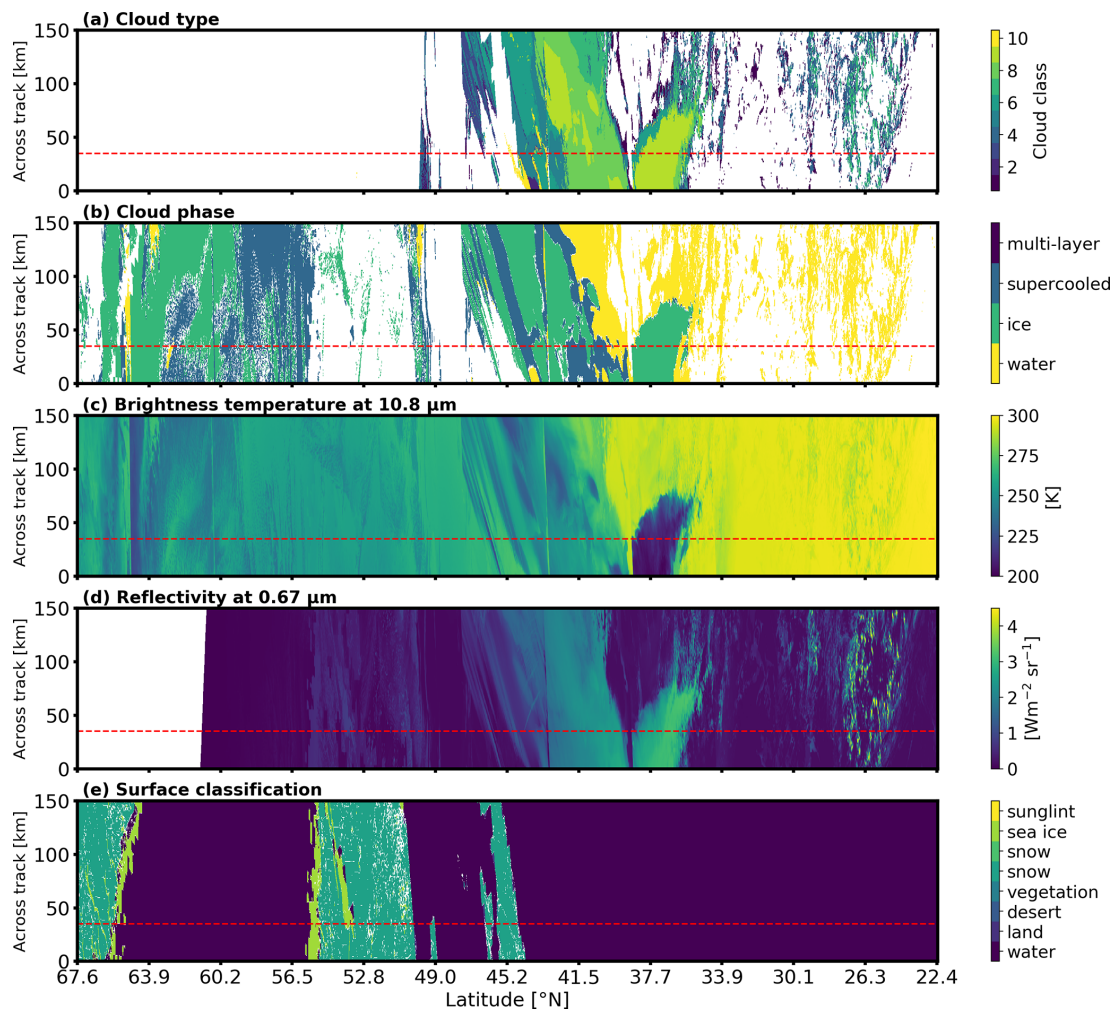 (a) Cloud type
150
100
50
0
Across track [km]
10
8
6
4
2
Cloud class
(b) Cloud phase
150
100
50
0
Across track [km]
multi-layer
supercooled
ice
water
(c) Brightness temperature at 10.8 μm
150
100
50
0
Across track [km]
300
275
250
225
200
[K]
(d) Reflectivity at 0.67 μm
150
100
50
0
Across track [km]
4
3
2
1
0
[Wm⁻² sr⁻¹]
(e) Surface classification
150
100
50
0
Across track [km]
sunglint
sea ice
snow
snow
vegetation
desert
land
water
67.6 63.9 60.2 56.5 52.8 49.0 45.2 41.5 37.7 33.9 30.1 26.3 22.4
Latitude [°N]